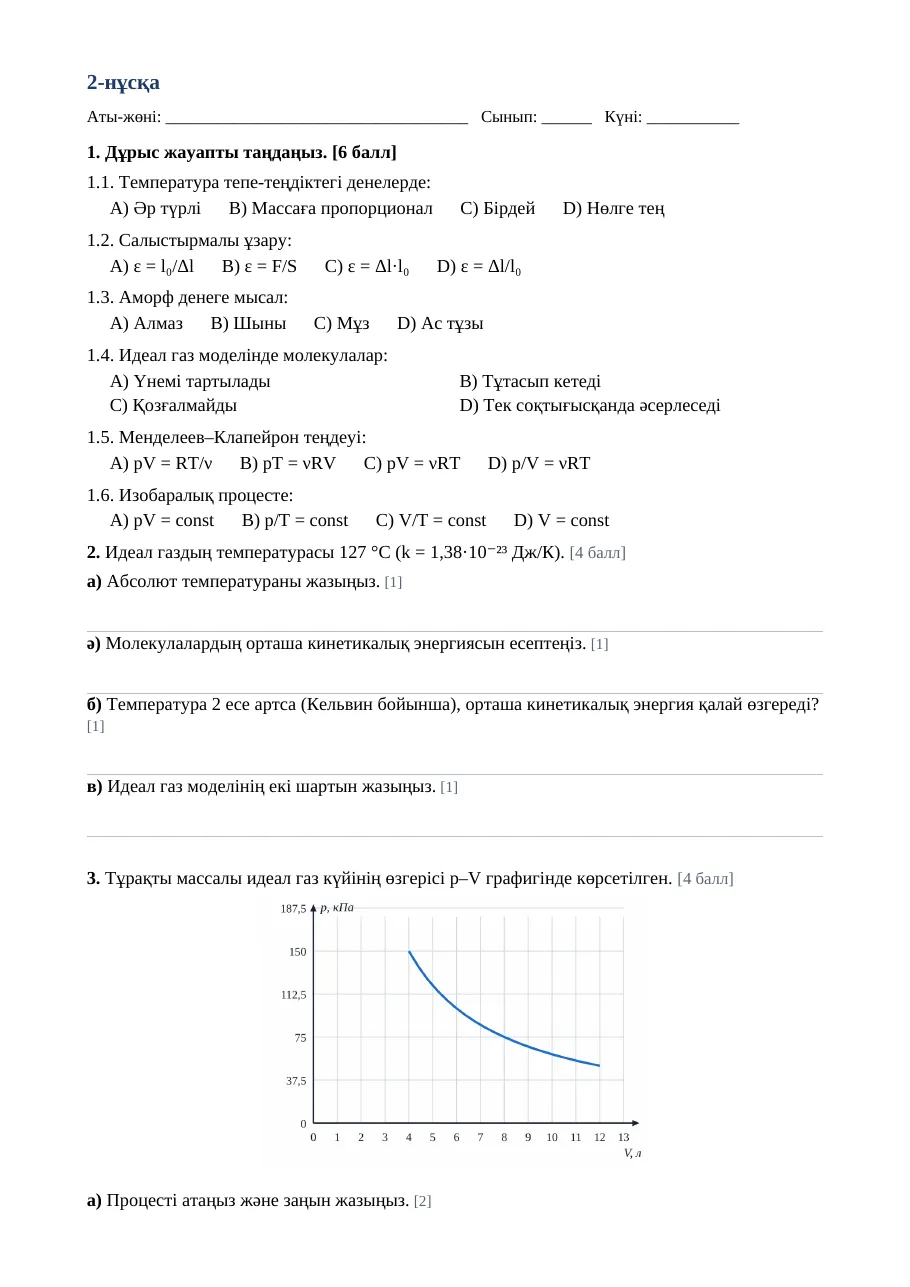 2-нұсқа
Аты-жөні: ____________________________________ Сынып: ______ Күні: ___________
1. Дұрыс жауапты таңдаңыз. [6 балл]
1.1. Температура тепе-теңдіктегі денелерде:
A) Әр түрлі B) Массаға пропорционал C) Бірдей D) Нөлге тең
1.2. Салыстырмалы ұзару:
A) ε = l₀/Δl B) ε = F/S C) ε = Δl·l₀ D) ε = Δl/l₀
1.3. Аморф денеге мысал:
A) Алмаз B) Шыны C) Мұз D) Ас тұзы
1.4. Идеал газ моделінде молекулалар:
A) Үнемі тартылады B) Тұтасып кетеді
C) Қозғалмайды D) Тек соқтығысқанда әсерлеседі
1.5. Менделеев–Клапейрон теңдеуі:
A) pV = RT/ν B) pT = νRV C) pV = νRT D) p/V = νRT
1.6. Изобаралық процесте:
A) pV = const B) p/T = const C) V/T = const D) V = const
2. Идеал газдың температурасы 127 °C (k = 1,38·10⁻²³ Дж/К). [4 балл]
а) Абсолют температураны жазыңыз. [1]
ә) Молекулалардың орташа кинетикалық энергиясын есептеңіз. [1]
б) Температура 2 есе артса (Кельвин бойынша), орташа кинетикалық энергия қалай өзгереді?
[1]
в) Идеал газ моделінің екі шартын жазыңыз. [1]
3. Тұрақты массалы идеал газ күйінің өзгерісі p–V графигінде көрсетілген. [4 балл]
187,5 p, кПа
150
112,5
75
37,5
0
0 1 2 3 4 5 6 7 8 9 10 11 12 13
V, л
а) Процесті атаңыз және заңын жазыңыз. [2]